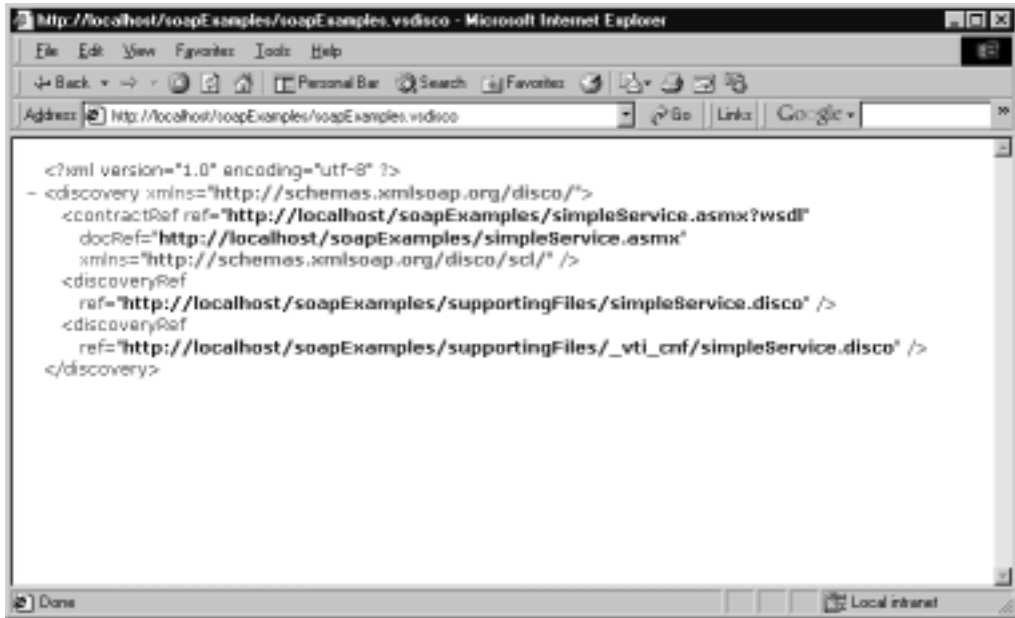 http://localhost/soapExamples/soapExamples.vsdisco - Microsoft Internet Explorer
File Edit View Favorites Tools Help
Back Personal Bar Search Favorites
Address http://localhost/soapExamples/soapExamples.vsdisco Go Links Google
<?xml version="1.0" encoding="utf-8" ?>
- <discovery xmlns="http://schemas.xmlsoap.org/disco/">
<contractRef ref="http://localhost/soapExamples/simpleService.asmx?wsdl"
docRef="http://localhost/soapExamples/simpleService.asmx"
xmlns="http://schemas.xmlsoap.org/disco/scl/" />
<discoveryRef
ref="http://localhost/soapExamples/supportingFiles/simpleService.disco" />
<discoveryRef
ref="http://localhost/soapExamples/supportingFiles/_vti_cnf/simpleService.disco" />
</discovery>
Done Local intranet